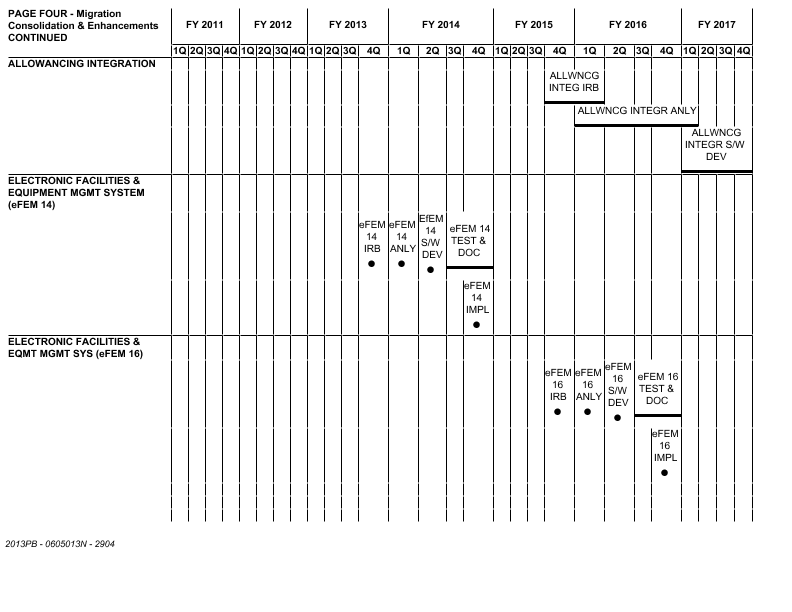 PAGE FOUR - Migration
Consolidation & Enhancements
CONTINUED
FY 2011 FY 2012 FY 2013 FY 2014 FY 2015 FY 2016 FY 2017
1Q 2Q 3Q 4Q 1Q 2Q 3Q 4Q 1Q 2Q 3Q 4Q 1Q 2Q 3Q 4Q 1Q 2Q 3Q 4Q 1Q 2Q 3Q 4Q 1Q 2Q 3Q 4Q
ALLOWANCING INTEGRATION
ALLWNCG
INTEG IRB
ALLWNCG INTEGR ANLY
ALLWNCG
INTEGR S/W
DEV
ELECTRONIC FACILITIES &
EQUIPMENT MGMT SYSTEM
(eFEM 14)
eFEM
14
IRB
eFEM
14
ANLY
EfEM
14
S/W
DEV
eFEM 14
TEST &
DOC
eFEM
14
IMPL
ELECTRONIC FACILITIES &
EQMT MGMT SYS (eFEM 16)
eFEM
16
IRB
eFEM
16
ANLY
eFEM
16
S/W
DEV
eFEM 16
TEST &
DOC
eFEM
16
IMPL
2013PB - 0605013N - 2904